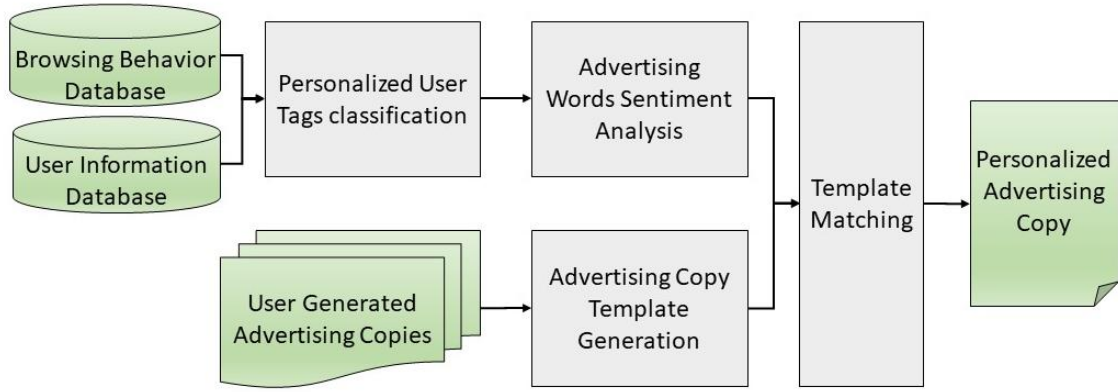 Browsing Behavior
Database
User Information
Database
Personalized User
Tags classification
Advertising
Words Sentiment
Analysis
User Generated
Advertising Copies
Advertising Copy
Template
Generation
Template
Matching
Personalized
Advertising
Copy